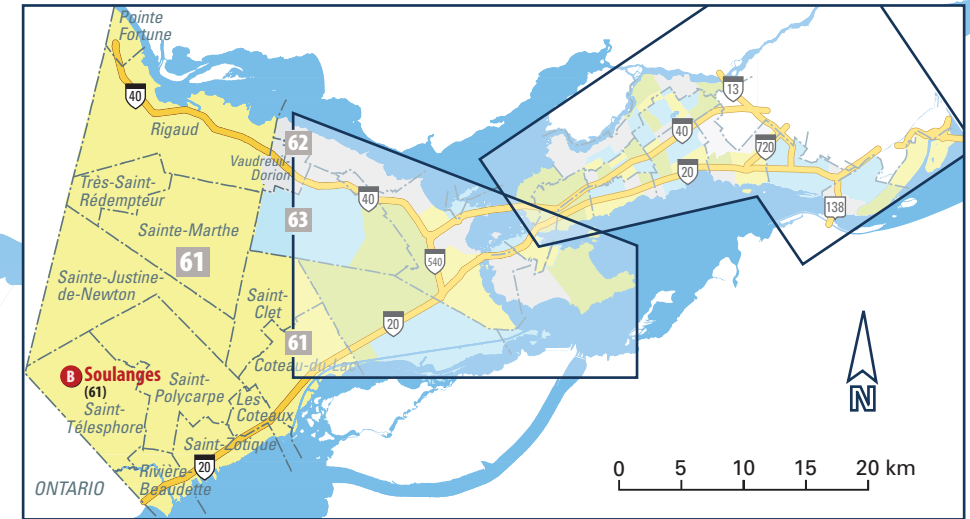 Pointe
Fortune
40
Rigaud
62
Vaudreuil-
Dorion
13
40
720
20
138
40
Très-Saint-
Rédempteur
63
Sainte-Marthe
61
540
Sainte-Justine-
de-Newton
Saint-
Clet
20
61
Coteau-du-Lac
B Soulanges
(61)
Saint-
Polycarpe
Les
Coteaux
Saint-
Télesphore
Saint-Zotique
20
Rivière-
Beaudette
ONTARIO
N
0 5 10 15 20 km